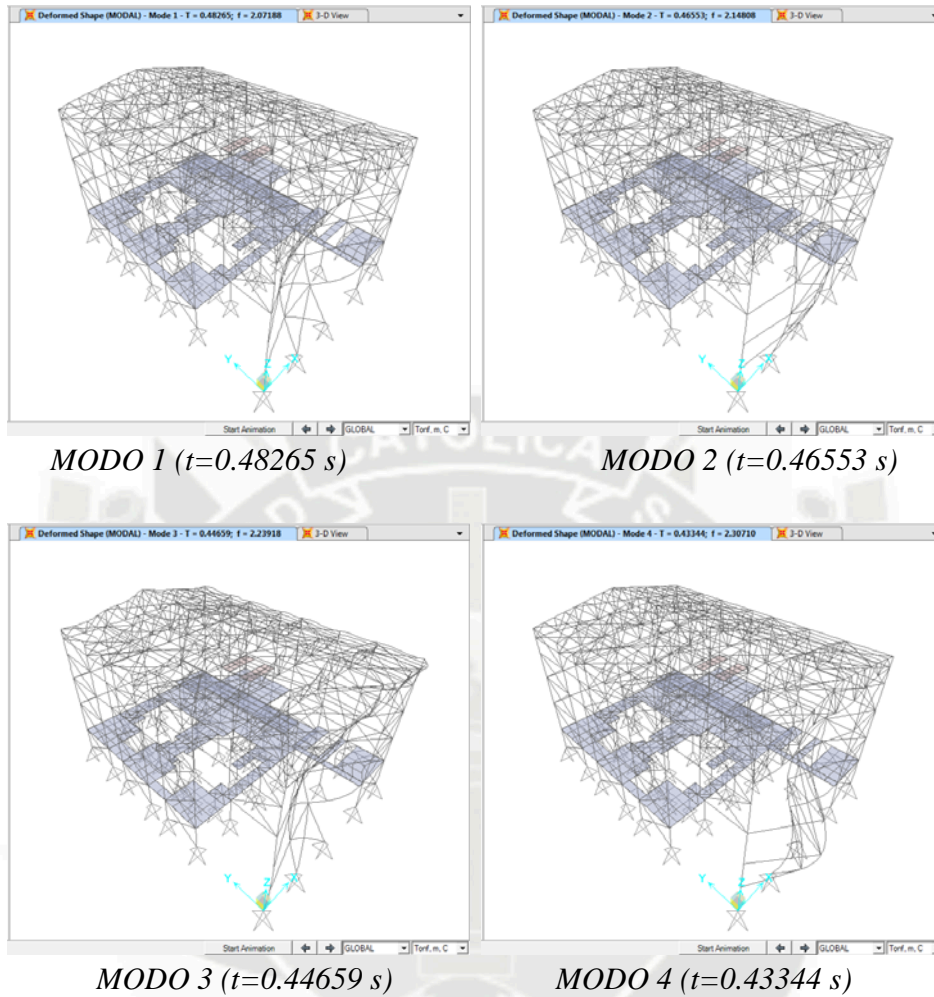 Deformed Shape (MODAL) - Mode 1 - T = 0.48265; f = 2.07188 3-D View
Deformed Shape (MODAL) - Mode 2 - T = 0.46553; f = 2.14808 3-D View
Y Z X
Y Z X
Start Animation GLOBAL Tonf, m, C
Start Animation GLOBAL Tonf, m, C
MODO 1 (t=0.48265 s)
MODO 2 (t=0.46553 s)
CATOLICA
Deformed Shape (MODAL) - Mode 3 - T = 0.44659; f = 2.23918 3-D View
Deformed Shape (MODAL) - Mode 4 - T = 0.43344; f = 2.30710 3-D View
Y Z X
Y Z X
Start Animation GLOBAL Tonf, m, C
Start Animation GLOBAL Tonf, m, C
MODO 3 (t=0.44659 s)
MODO 4 (t=0.43344 s)